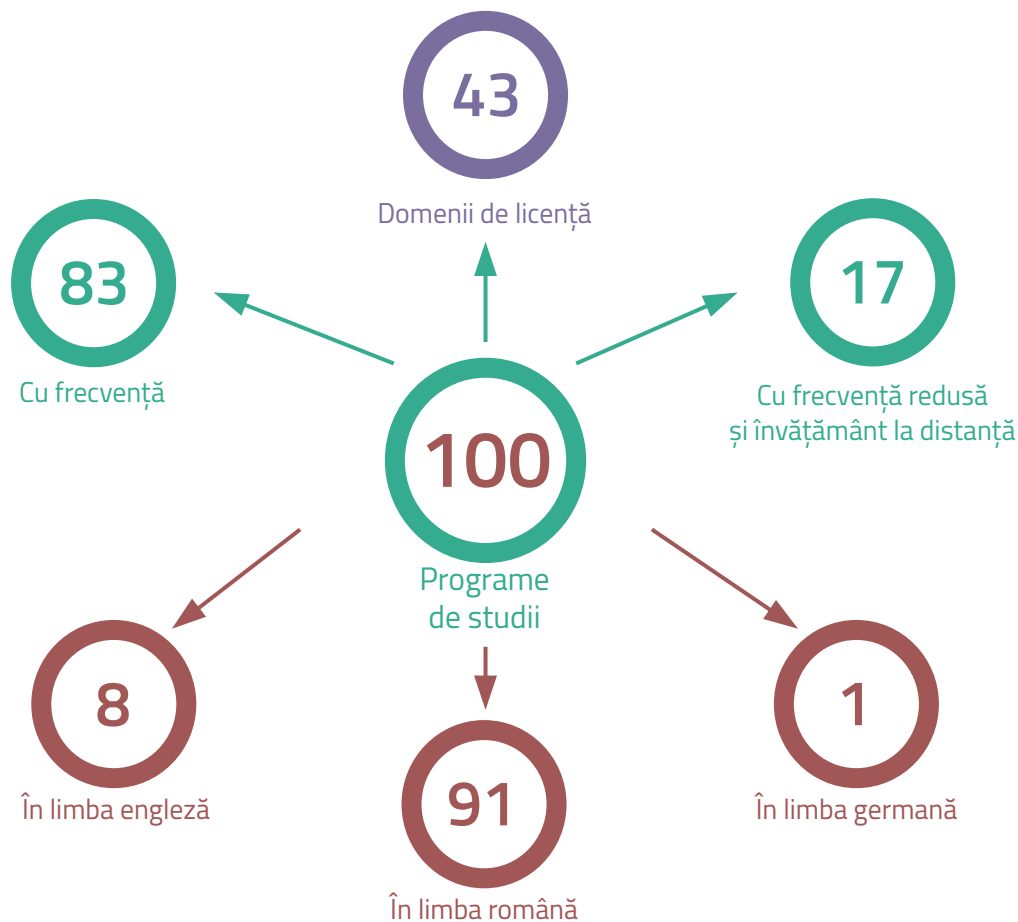 43
Domenii de licență
83
Cu frecvență
17
Cu frecvență redusă
și învățământ la distanță
100
Programe
de studii
8
În limba engleză
91
În limba română
1
În limba germană